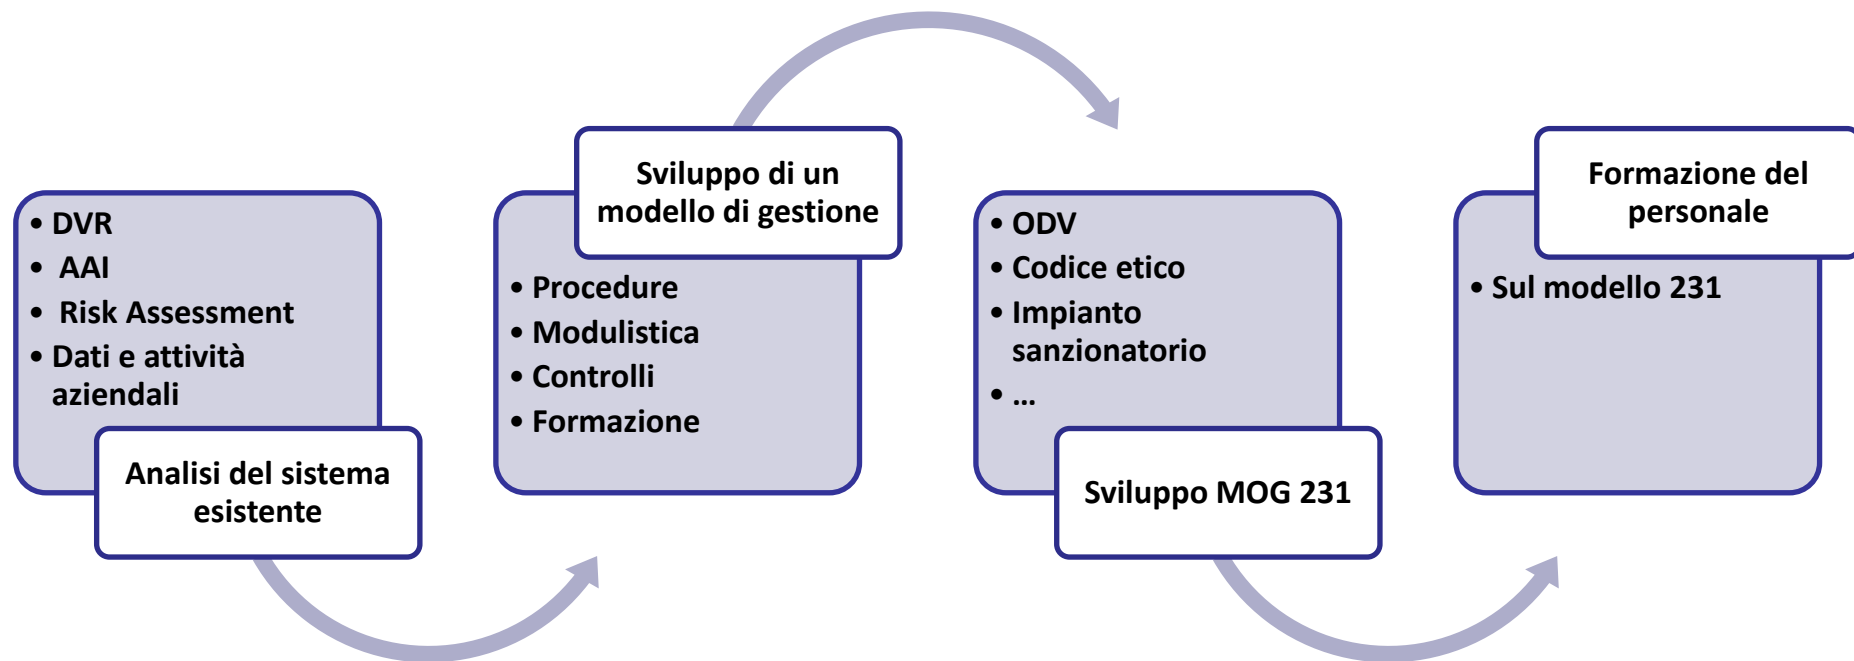 • DVR
• AAI
• Risk Assessment
• Dati e attività
aziendali
Analisi del sistema
esistente
Sviluppo di un
modello di gestione
• Procedure
• Modulistica
• Controlli
• Formazione
• ODV
• Codice etico
• Impianto
sanzionatorio
• ...
Sviluppo MOG 231
Formazione del
personale
• Sul modello 231